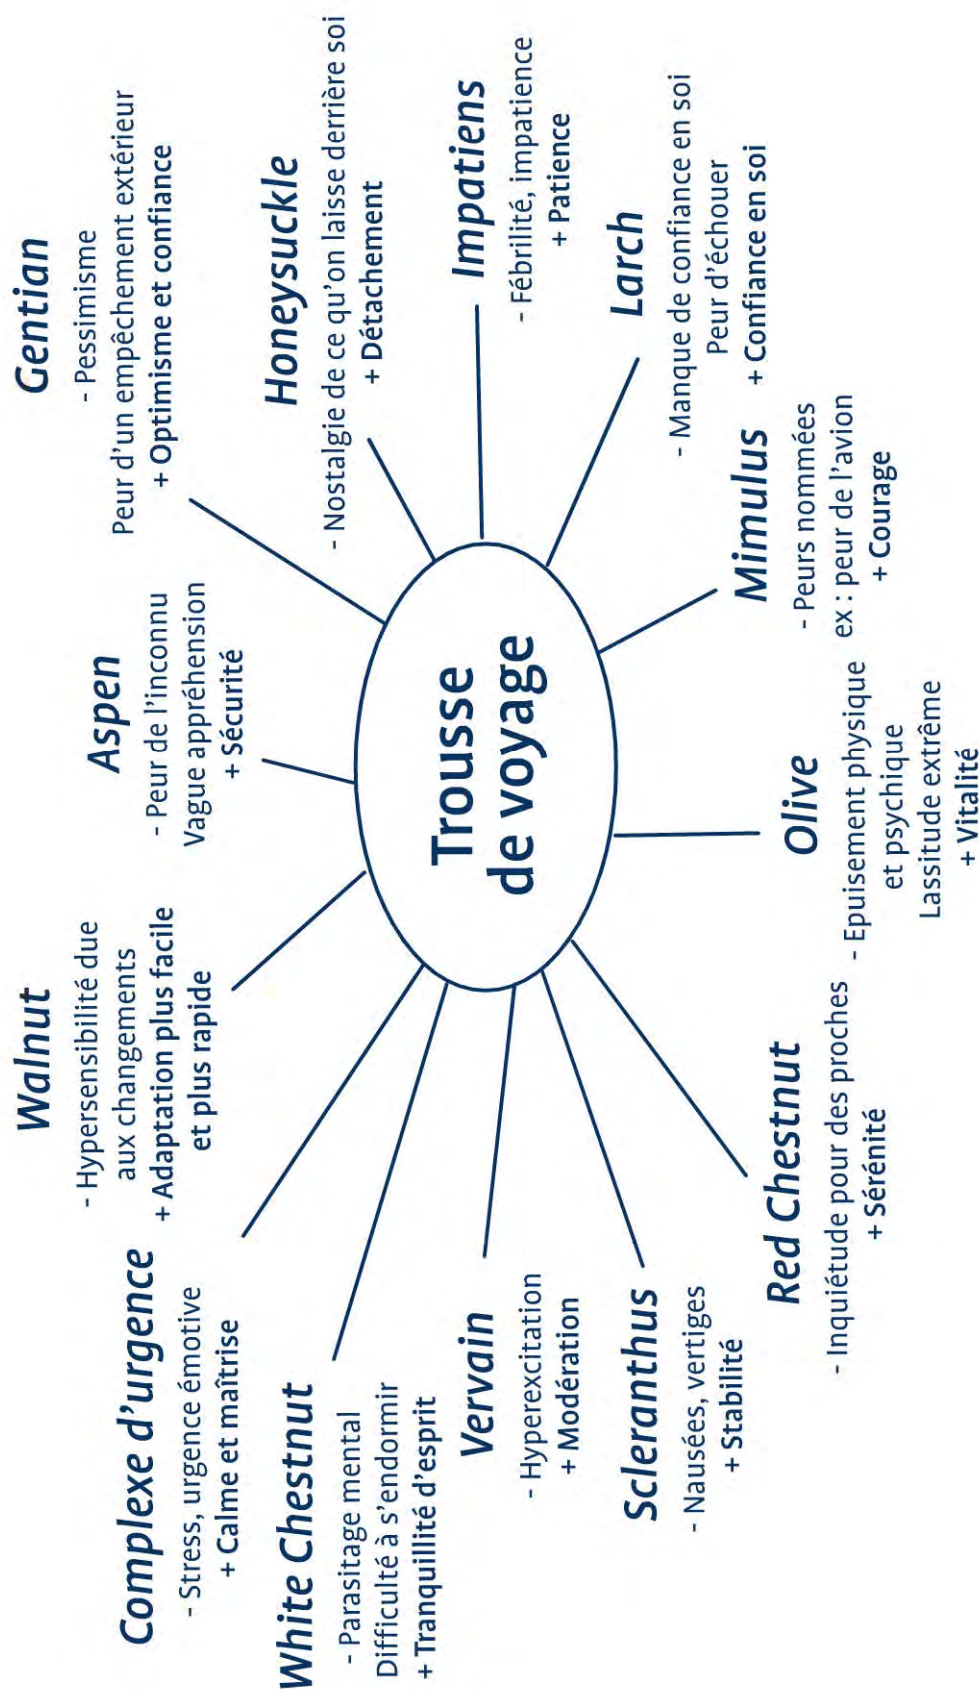 Trousse
de voyage
Walnut
- Hypersensibilité due
aux changements
+ Adaptation plus facile
et plus rapide
Aspen
- Peur de l'inconnu
Vague appréhension
+ Sécurité
Gentian
- Pessimisme
Peur d'un empêchement extérieur
+ Optimisme et confiance
Honeysuckle
- Nostalgie de ce qu'on laisse derrière soi
+ Détachement
Impatiens
- Fébrilité, impatience
+ Patience
Larch
- Manque de confiance en soi
Peur d'échouer
+ Confiance en soi
Mimulus
- Peurs nommées
ex : peur de l'avion
+ Courage
Olive
- Epuisement physique
et psychique
Lassitude extrême
+ Vitalité
Red Chestnut
- Inquiétude pour des proches
+ Sérénité
Scleranthus
- Nausées, vertiges
+ Stabilité
Vervain
- Hyperexcitation
+ Modération
White Chestnut
- Parasitage mental
Difficulté à s'endormir
+ Tranquillité d'esprit
Complexe d'urgence
- Stress, urgence émotive
+ Calme et maîtrise